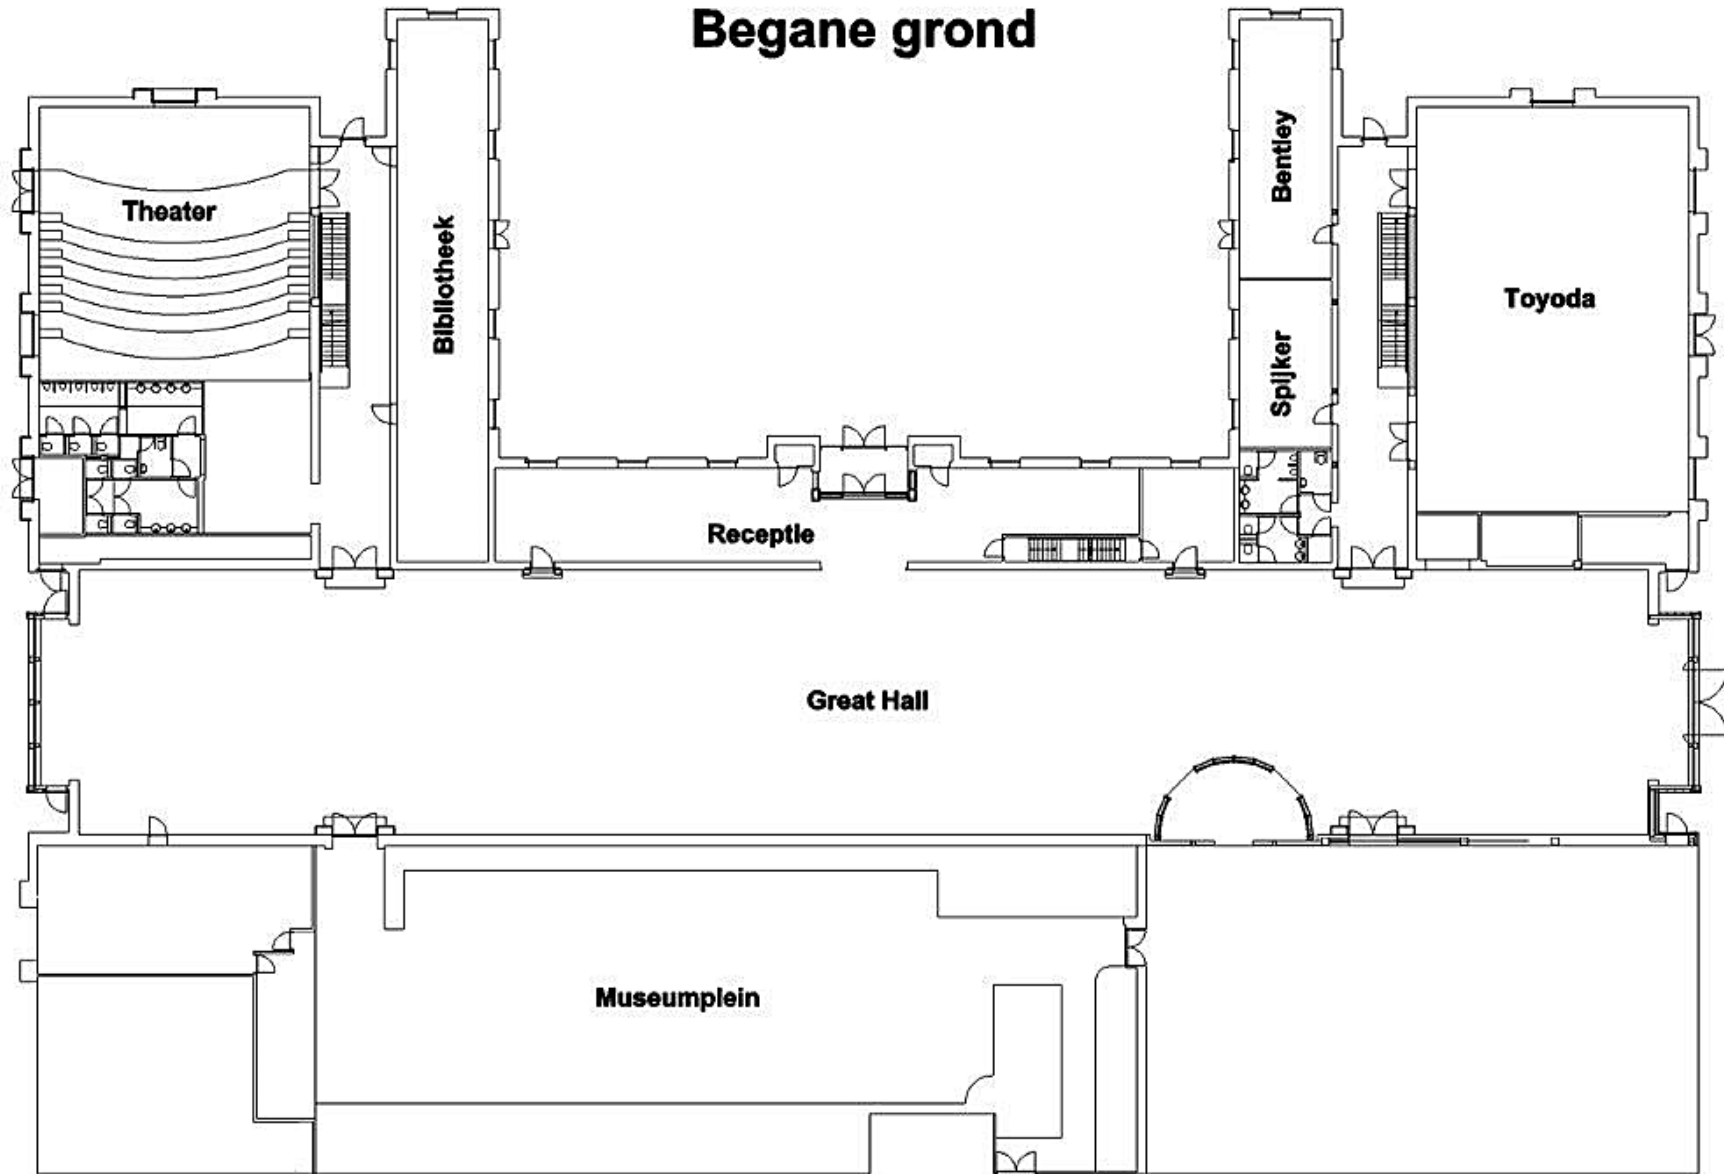 Begane grond
Theater
Bibliotheek
Bentley
Spijker
Toyoda
Receptie
Great Hall
Museumplein